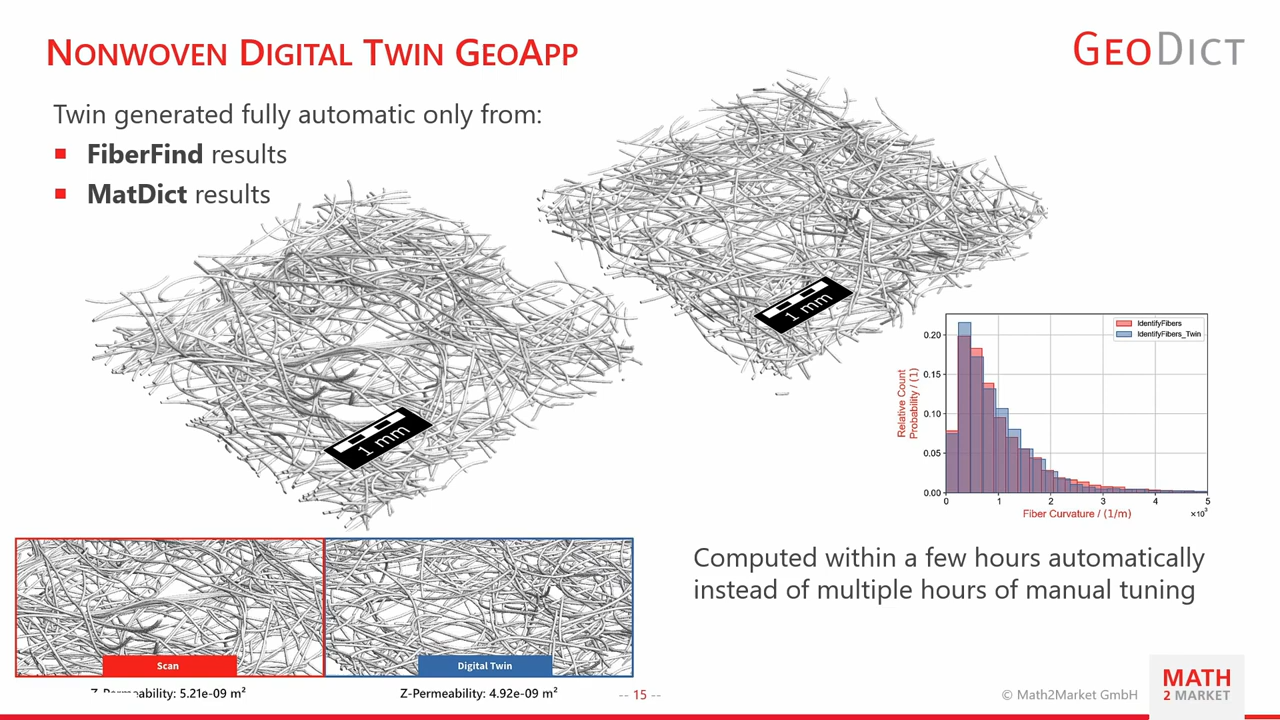 NONWOVEN DIGITAL TWIN GEOAPP
GEODICT
Twin generated fully automatic only from:
FiberFind results
MatDict results
1 mm
1 mm
IdentifyFibers
IdentifyFibers_Twin
Relative Count
Probability / (1)
0.20
0.15
0.10
0.05
0.00
0 1 2 3 4 5
Fiber Curvature / (1/m)
×10³
Computed within a few hours automatically
instead of multiple hours of manual tuning
Scan
Digital Twin
Z-Permeability: 5.21e-09 m²
Z-Permeability: 4.92e-09 m²
-- 15 --
© Math2Market GmbH
MATH
2 MARKET